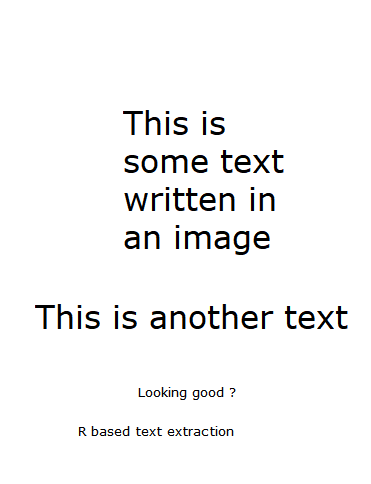 This is
some text
written in
an image
This is another text
Looking good ?
R based text extraction